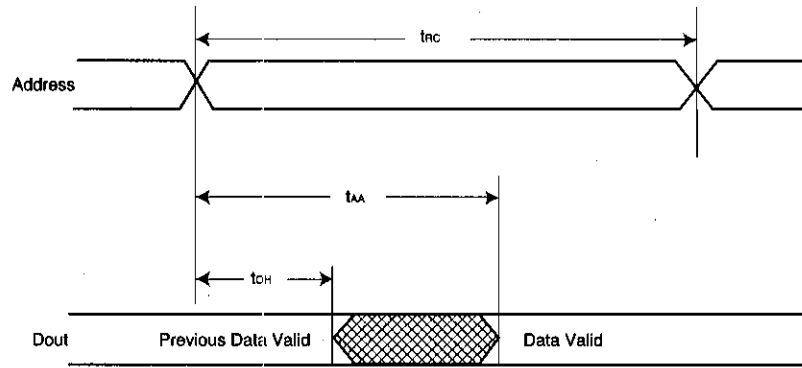 tRC
Address
tAA
tOH
Dout Previous Data Valid Data Valid